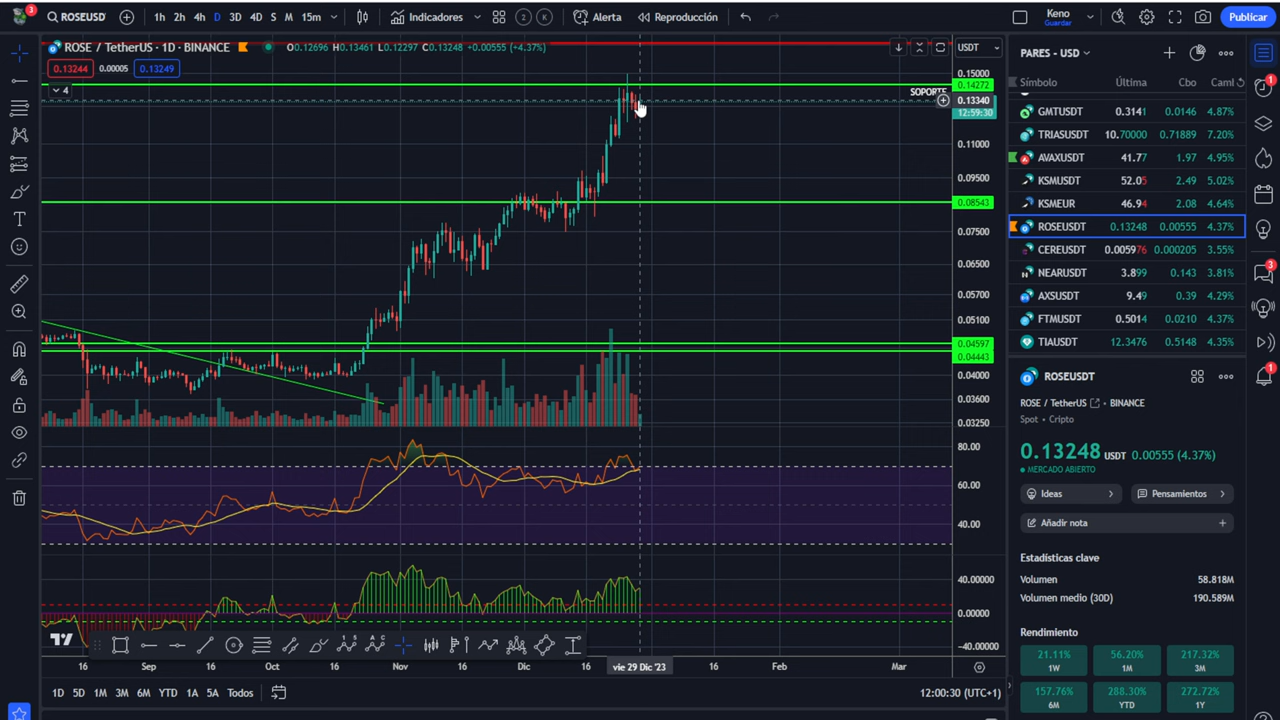 3
ROSEUSD
1h 2h 4h D 3D 4D S M 15m
Indicadores
2 K
Alerta
Reproducción
Keno
Guardar
Publicar
ROSE / TetherUS · 1D · BINANCE
O0.12696 H0.13461 L0.12297 C0.13248 +0.00555 (+4.37%)
0.13244 0.00005 0.13249
4
USDT
0.15000
0.14272
SOPORTE
0.13340
12:59:30
0.11000
0.09500
0.08543
0.07500
0.06500
0.05700
0.05100
0.04597
0.04443
0.04000
0.03600
0.03250
80.00
60.00
40.00
40.00000
0.00000
-40.00000
16 Sep 16 Oct 16 Nov 16 Dic 16 vie 29 Dic '23 16 Feb Mar
1D 5D 1M 3M 6M YTD 1A 5A Todos
12:00:30 (UTC+1)
PARES - USD
Símbolo Última Cbo Caml
GMTUSDT 0.3141 0.0146 4.87%
TRIASUSDT 10.70000 0.71889 7.20%
AVAXUSDT 41.77 1.97 4.95%
KSMUSDT 52.05 2.49 5.02%
KSMEUR 46.94 2.08 4.64%
ROSEUSDT 0.13248 0.00555 4.37%
CEREUSDT 0.005976 0.000205 3.55%
NEARUSDT 3.899 0.143 3.81%
AXSUSDT 9.49 0.39 4.29%
FTMUSDT 0.5014 0.0210 4.37%
TIAUSDT 12.3476 0.5148 4.35%
ROSEUSDT
ROSE / TetherUS · BINANCE
Spot · Cripto
0.13248 USDT 0.00555 (4.37%)
MERCADO ABIERTO
Ideas
Pensamientos
Añadir nota
Estadísticas clave
Volumen 58.818M
Volumen medio (30D) 190.589M
Rendimiento
21.11% 56.20% 217.32%
1W 1M 3M
157.76% 288.30% 272.72%
6M YTD 1Y
1
3
1